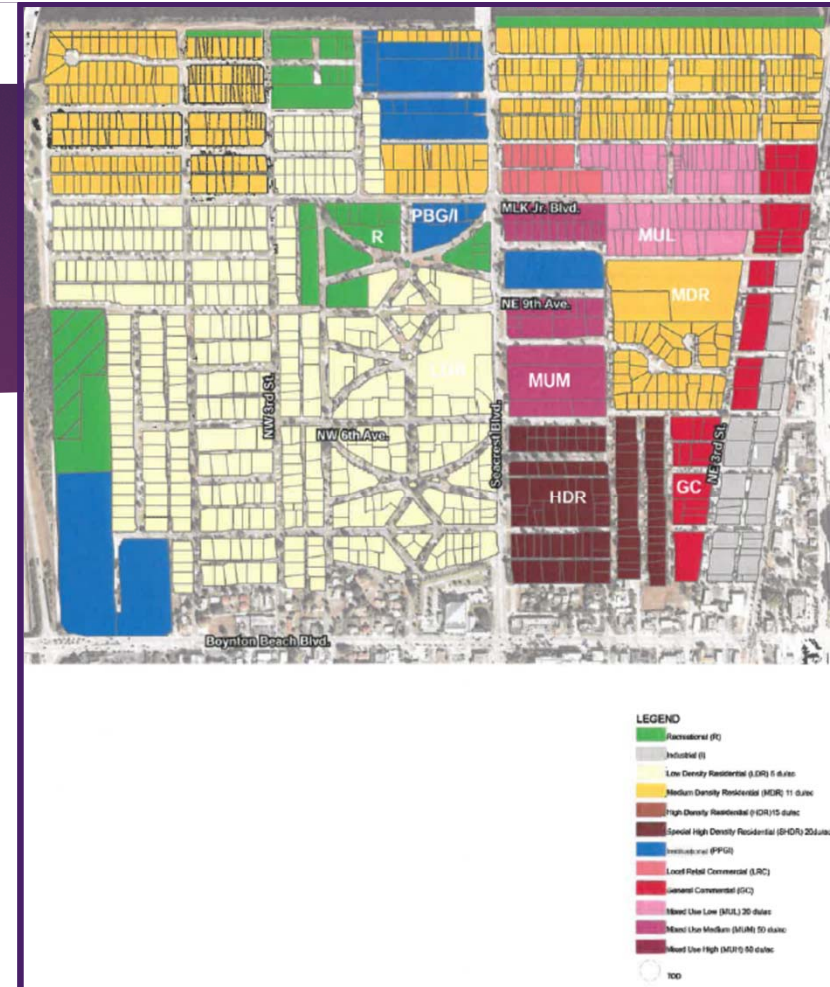 MLK Jr. Blvd.
PBG/I
R
MUL
MDR
NE 9th Ave.
LDR
MUM
NW 3rd St.
NW 6th Ave.
Seacrest Blvd.
NE 3rd St.
GC
HDR
Boynton Beach Blvd.
LEGEND
Recreational (R)
Industrial (I)
Low Density Residential (LDR) 5 du/ac
Medium Density Residential (MDR) 11 du/ac
High Density Residential (HDR)15 du/ac
Special High Density Residential (SHDR) 20du/ac
Institutional (PPGI)
Local Retail Commercial (LRC)
General Commercial (GC)
Mixed Use Low (MUL) 20 du/ac
Mixed Use Medium (MUM) 50 du/ac
Mixed Use High (MUH) 80 du/ac
TOD